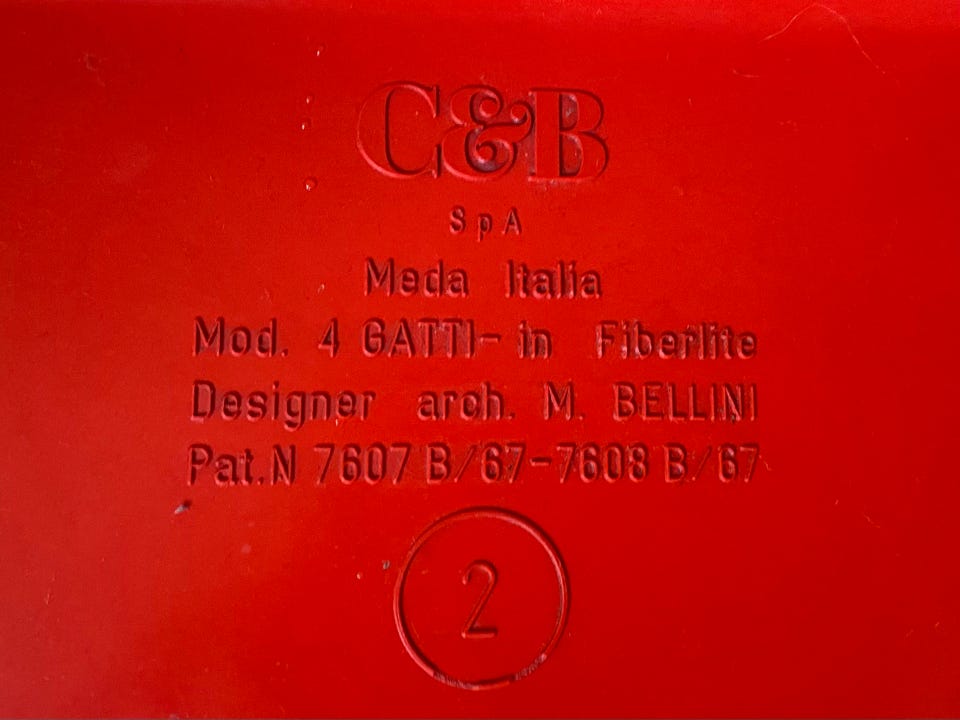 C&B
SpA
Meda Italia
Mod. 4 GATTI- in Fiberlite
Designer arch. M. BELLINI
Pat.N 7607 B/67-7608 B/67
2